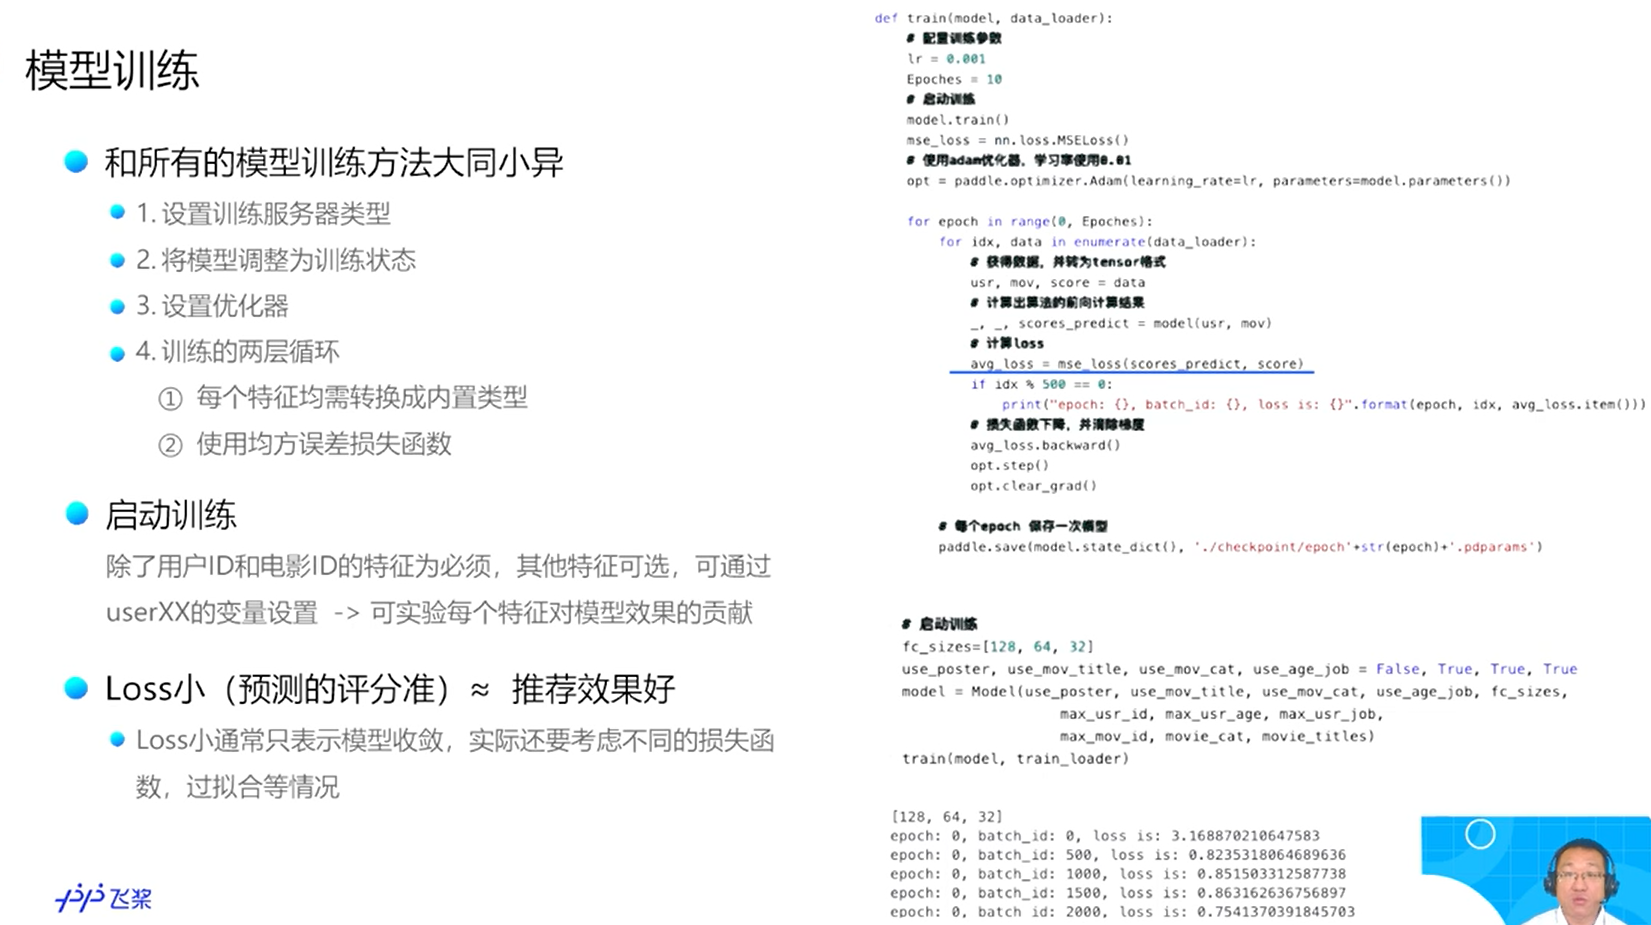 模型训练
和所有的模型训练方法大同小异
1. 设置训练服务器类型
2. 将模型调整为训练状态
3. 设置优化器
4. 训练的两层循环
① 每个特征均需转换成内置类型
② 使用均方误差损失函数
启动训练
除了用户ID和电影ID的特征为必须，其他特征可选，可通过
userXX的变量设置 -> 可实验每个特征对模型效果的贡献
Loss小（预测的评分准）≈ 推荐效果好
Loss小通常只表示模型收敛，实际还要考虑不同的损失函
数，过拟合等情况
飞桨
def train(model, data_loader):
# 配置训练参数
lr = 0.001
Epoches = 10
# 启动训练
model.train()
mse_loss = nn.loss.MSELoss()
# 使用adam优化器，学习率使用0.01
opt = paddle.optimizer.Adam(learning_rate=lr, parameters=model.parameters())
for epoch in range(0, Epoches):
for idx, data in enumerate(data_loader):
# 获得数据，并转为tensor格式
usr, mov, score = data
# 计算出算法的前向计算结果
_, _, scores_predict = model(usr, mov)
# 计算loss
avg_loss = mse_loss(scores_predict, score)
if idx % 500 == 0:
print("epoch: {}, batch_id: {}, loss is: {}".format(epoch, idx, avg_loss.item()))
# 损失函数下降，并清除梯度
avg_loss.backward()
opt.step()
opt.clear_grad()
# 每个epoch 保存一次模型
paddle.save(model.state_dict(), './checkpoint/epoch'+str(epoch)+'.pdparams')
# 启动训练
fc_sizes=[128, 64, 32]
use_poster, use_mov_title, use_mov_cat, use_age_job = False, True, True, True
model = Model(use_poster, use_mov_title, use_mov_cat, use_age_job, fc_sizes,
max_usr_id, max_usr_age, max_usr_job,
max_mov_id, movie_cat, movie_titles)
train(model, train_loader)
[128, 64, 32]
epoch: 0, batch_id: 0, loss is: 3.168870210647583
epoch: 0, batch_id: 500, loss is: 0.8235318064689636
epoch: 0, batch_id: 1000, loss is: 0.851503312587738
epoch: 0, batch_id: 1500, loss is: 0.863162636756897
epoch: 0, batch_id: 2000, loss is: 0.7541370391845703